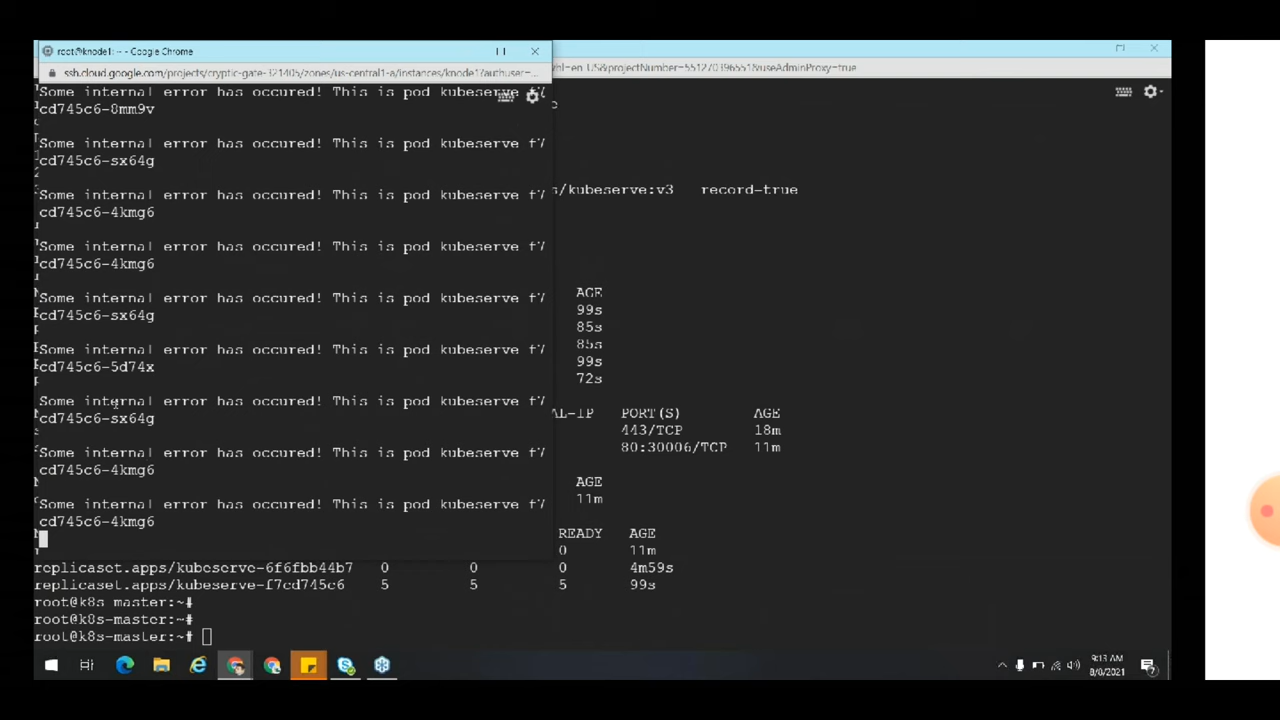 root@knode1: ~ - Google Chrome
ssh.cloud.google.com/projects/cryptic-gate-321405/zones/us-central1-a/instances/knode1?authuser=...
hl=en_US&projectNumber=551270396551&useAdminProxy=true
Some internal error has occured! This is pod kubeserve f7
cd745c6-8mm9v
Some internal error has occured! This is pod kubeserve f7
cd745c6-sx64g
Some internal error has occured! This is pod kubeserve f7
cd745c6-4kmg6
Some internal error has occured! This is pod kubeserve f7
cd745c6-4kmg6
Some internal error has occured! This is pod kubeserve f7
cd745c6-sx64g
Some internal error has occured! This is pod kubeserve f7
cd745c6-5d74x
Some internal error has occured! This is pod kubeserve f7
cd745c6-sx64g
Some internal error has occured! This is pod kubeserve f7
cd745c6-4kmg6
Some internal error has occured! This is pod kubeserve f7
cd745c6-4kmg6
s/kubeserve:v3 record-true
AGE
99s
85s
85s
99s
72s
AL-IP PORT(S) AGE
443/TCP 18m
80:30006/TCP 11m
AGE
11m
READY AGE
0 11m
replicaset.apps/kubeserve-6f6fbb44b7 0 0 0 4m59s
replicaset.apps/kubeserve-f7cd745c6 5 5 5 99s
root@k8s master:~#
root@k8s-master:~#
root@k8s-master:~#
9:13 AM
8/8/2021